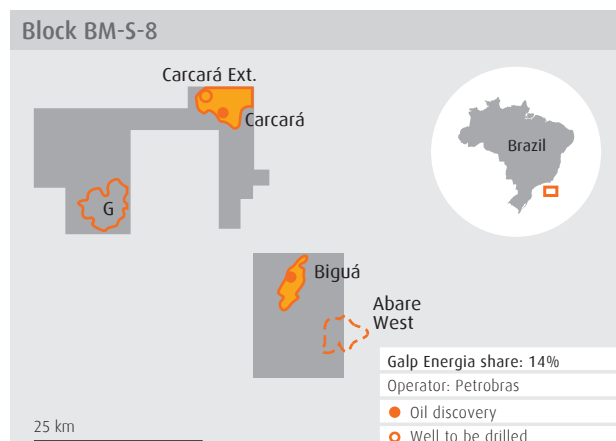 Block BM-S-8
Carcará Ext.
Carcará
Brazil
G
Biguá
Abare
West
Galp Energia share: 14%
Operator: Petrobras
Oil discovery
Well to be drilled
25 km